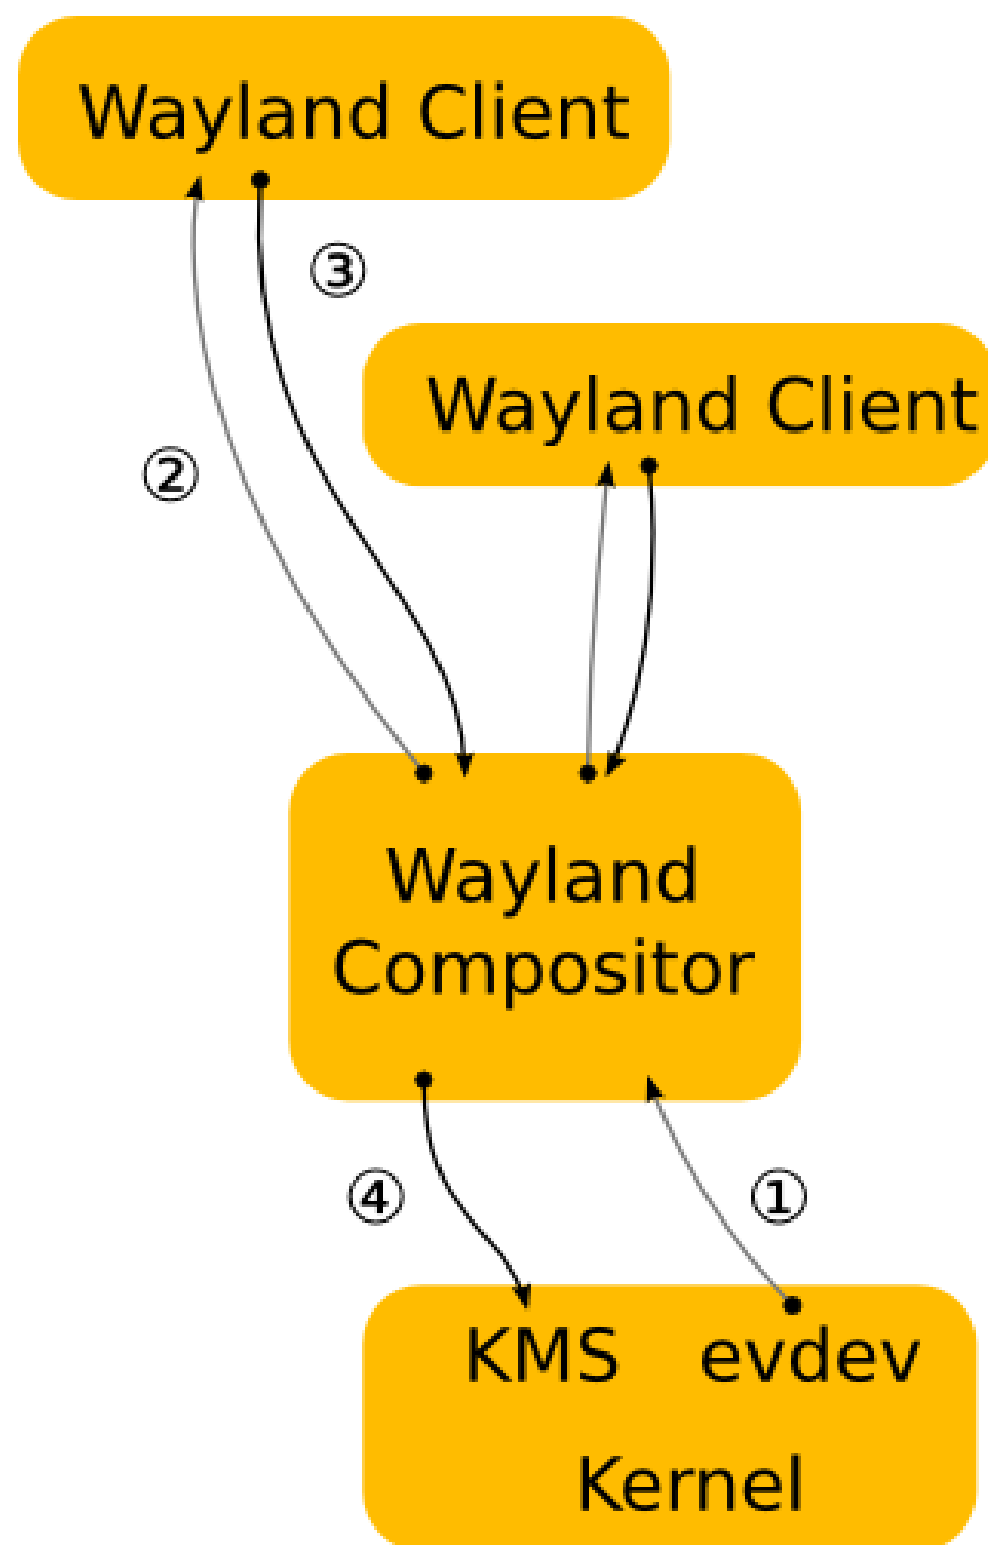 Wayland Client
③
Wayland Client
②
Wayland
Compositor
④
①
KMS evdev
Kernel